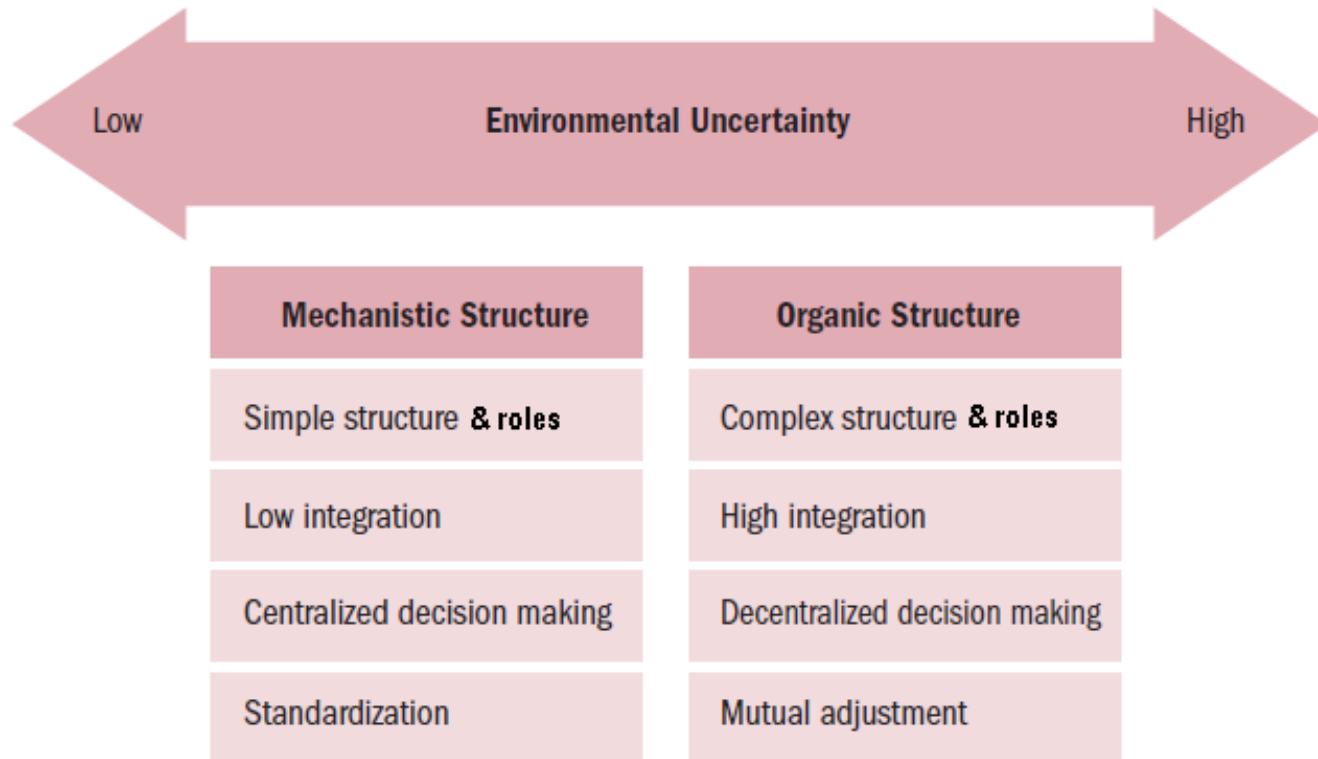 Low Environmental Uncertainty High
Mechanistic Structure
Simple structure & roles
Low integration
Centralized decision making
Standardization
Organic Structure
Complex structure & roles
High integration
Decentralized decision making
Mutual adjustment